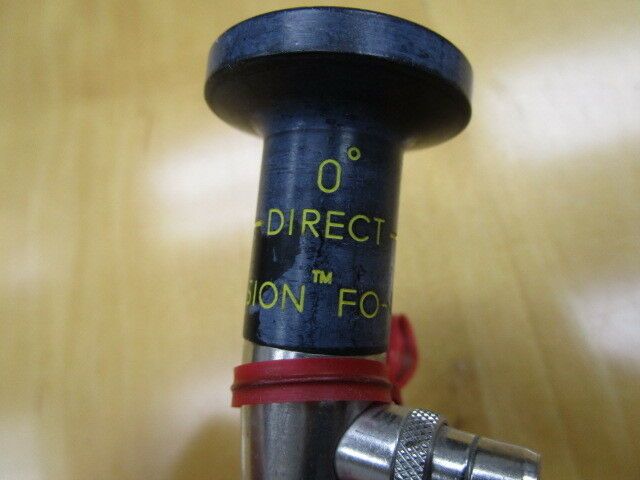 0°
-DIRECT-
SION™ FO-